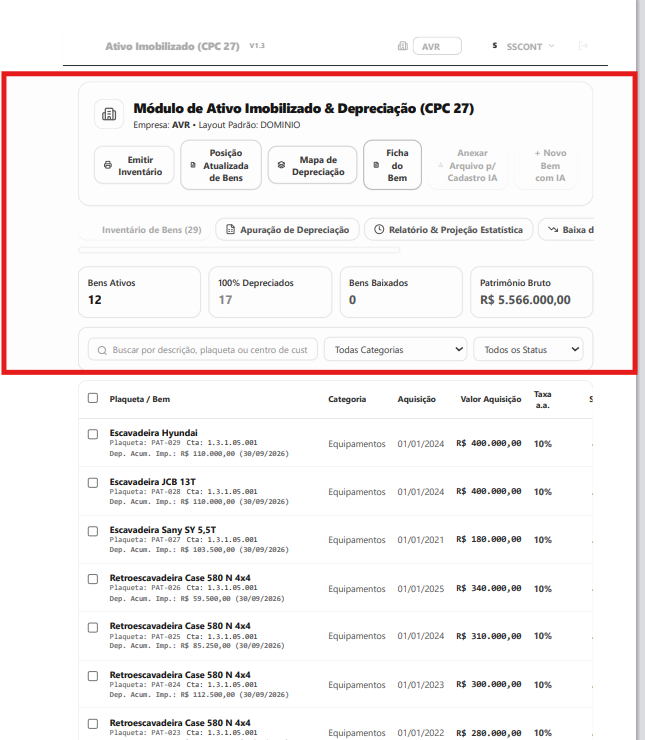 Ativo Imobilizado (CPC 27) V1.3 AVR S SSCONT
Módulo de Ativo Imobilizado & Depreciação (CPC 27)
Empresa: AVR • Layout Padrão: DOMINIO
Emitir
Inventário
Posição
Atualizada
de Bens
Mapa de
Depreciação
Ficha
do
Bem
Anexar
Arquivo p/
Cadastro IA
+ Novo
Bem
com IA
Inventário de Bens (29) Apuração de Depreciação Relatório & Projeção Estatística Baixa d
Bens Ativos
12
100% Depreciados
17
Bens Baixados
0
Patrimônio Bruto
R$ 5.566.000,00
Buscar por descrição, plaqueta ou centro de cust Todas Categorias Todos os Status
Plaqueta / Bem Categoria Aquisição Valor Aquisição Taxa a.a. S
Escavadeira Hyundai
Plaqueta: PAT-029 Cta: 1.3.1.05.001
Dep. Acum. Imp.: R$ 110.000,00 (30/09/2026)
Equipamentos 01/01/2024 R$ 400.000,00 10%
Escavadeira JCB 13T
Plaqueta: PAT-028 Cta: 1.3.1.05.001
Dep. Acum. Imp.: R$ 110.000,00 (30/09/2026)
Equipamentos 01/01/2024 R$ 400.000,00 10%
Escavadeira Sany SY 5,5T
Plaqueta: PAT-027 Cta: 1.3.1.05.001
Dep. Acum. Imp.: R$ 103.500,00 (30/09/2026)
Equipamentos 01/01/2021 R$ 180.000,00 10%
Retroescavadeira Case 580 N 4x4
Plaqueta: PAT-026 Cta: 1.3.1.05.001
Dep. Acum. Imp.: R$ 59.500,00 (30/09/2026)
Equipamentos 01/01/2025 R$ 340.000,00 10%
Retroescavadeira Case 580 N 4x4
Plaqueta: PAT-025 Cta: 1.3.1.05.001
Dep. Acum. Imp.: R$ 85.250,00 (30/09/2026)
Equipamentos 01/01/2024 R$ 310.000,00 10%
Retroescavadeira Case 580 N 4x4
Plaqueta: PAT-024 Cta: 1.3.1.05.001
Dep. Acum. Imp.: R$ 112.500,00 (30/09/2026)
Equipamentos 01/01/2023 R$ 300.000,00 10%
Retroescavadeira Case 580 N 4x4
Plaqueta: PAT-023 Cta: 1.3.1.05.001
Equipamentos 01/01/2022 R$ 280.000,00 10%